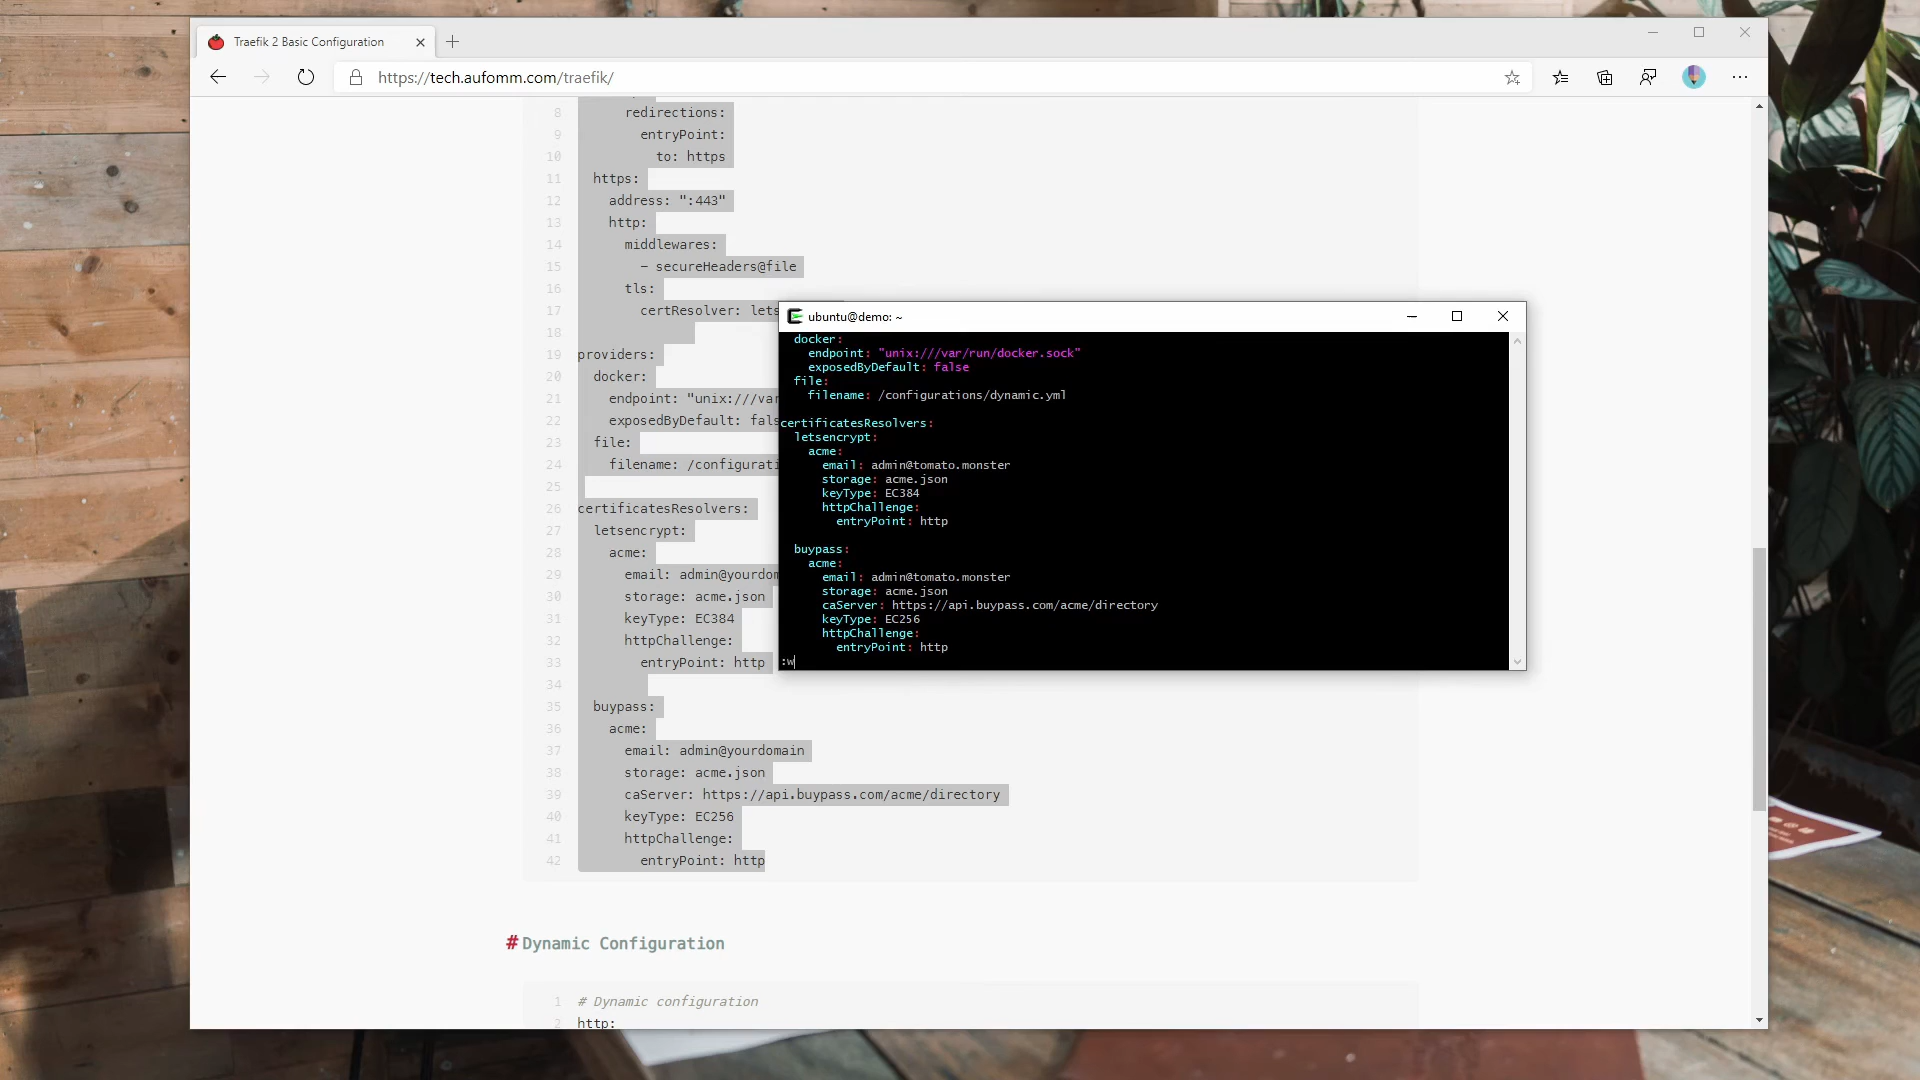 Traefik 2 Basic Configuration
https://tech.aufomm.com/traefik/
8 redirections:
9 entryPoint:
10 to: https
11 https:
12 address: ":443"
13 http:
14 middlewares:
15 - secureHeaders@file
16 tls:
17 certResolver: lets
18
19 providers:
20 docker:
21 endpoint: "unix:///var
22 exposedByDefault: fals
23 file:
24 filename: /configurati
25
26 certificatesResolvers:
27 letsencrypt:
28 acme:
29 email: admin@yourdom
30 storage: acme.json
31 keyType: EC384
32 httpChallenge:
33 entryPoint: http
34
35 buypass:
36 acme:
37 email: admin@yourdomain
38 storage: acme.json
39 caServer: https://api.buypass.com/acme/directory
40 keyType: EC256
41 httpChallenge:
42 entryPoint: http
# Dynamic Configuration
1 # Dynamic configuration
2 http:
ubuntu@demo: ~
docker:
endpoint: "unix:///var/run/docker.sock"
exposedByDefault: false
file:
filename: /configurations/dynamic.yml
certificatesResolvers:
letsencrypt:
acme:
email: admin@tomato.monster
storage: acme.json
keyType: EC384
httpChallenge:
entryPoint: http
buypass:
acme:
email: admin@tomato.monster
storage: acme.json
caServer: https://api.buypass.com/acme/directory
keyType: EC256
httpChallenge:
entryPoint: http
:w